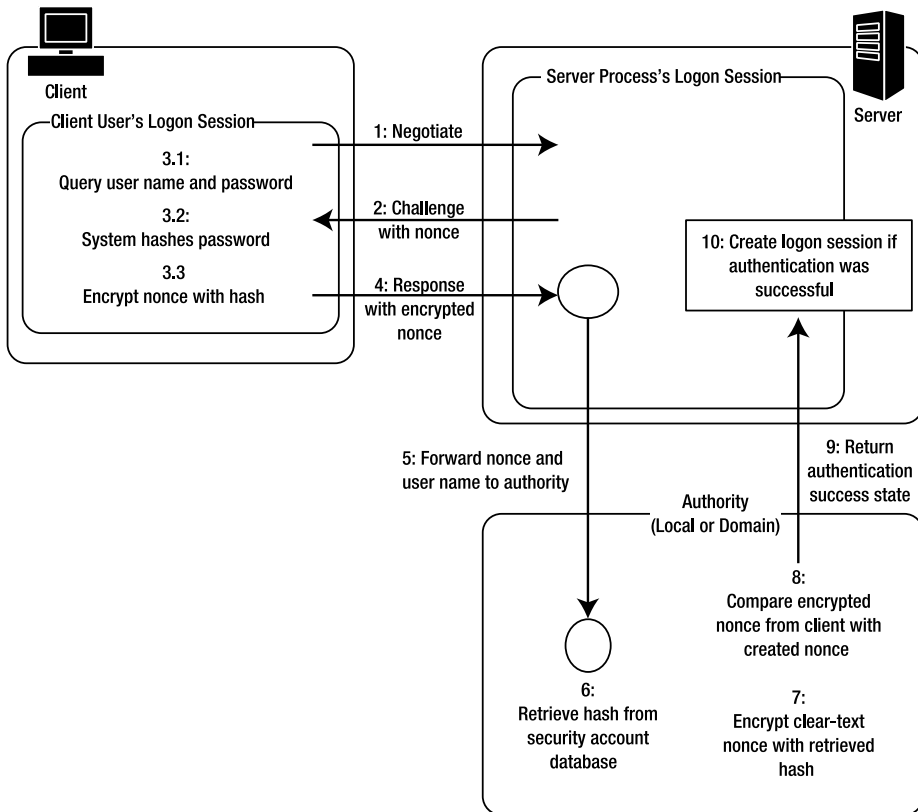 Client
Server
Client User's Logon Session
3.1:
Query user name and password
3.2:
System hashes password
3.3
Encrypt nonce with hash
1: Negotiate
2: Challenge
with nonce
4: Response
with encrypted
nonce
Server Process's Logon Session
10: Create logon session if
authentication was
successful
5: Forward nonce and
user name to authority
9: Return
authentication
success state
Authority
(Local or Domain)
6:
Retrieve hash from
security account
database
8:
Compare encrypted
nonce from client with
created nonce
7:
Encrypt clear-text
nonce with retrieved
hash